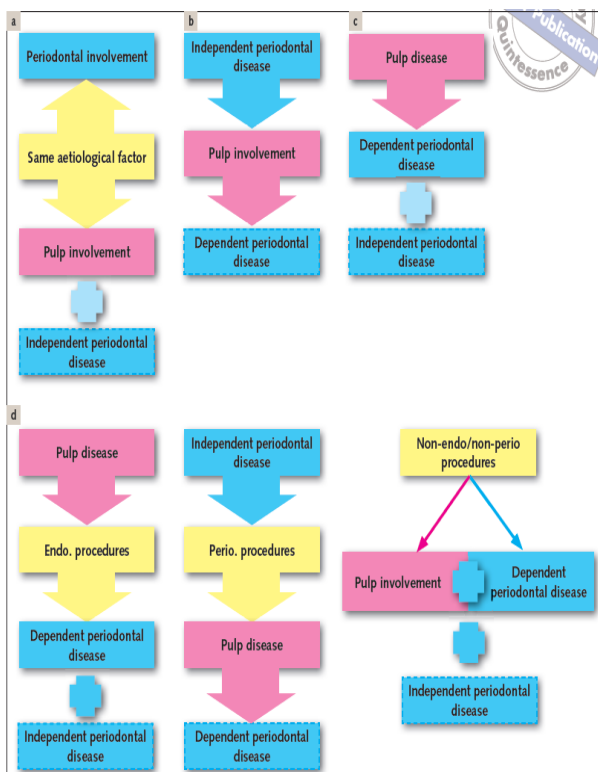 a
Periodontal involvement
Same aetiological factor
Pulp involvement
Independent periodontal
disease
b
Independent periodontal
disease
Pulp involvement
Dependent periodontal
disease
c
Pulp disease
Dependent periodontal
disease
Independent periodontal
disease
Publication
Quintessence
d
Pulp disease
Endo. procedures
Dependent periodontal
disease
Independent periodontal
disease
Independent periodontal
disease
Perio. procedures
Pulp disease
Dependent periodontal
disease
Non-endo/non-perio
procedures
Pulp involvement
Dependent
periodontal disease
Independent periodontal
disease